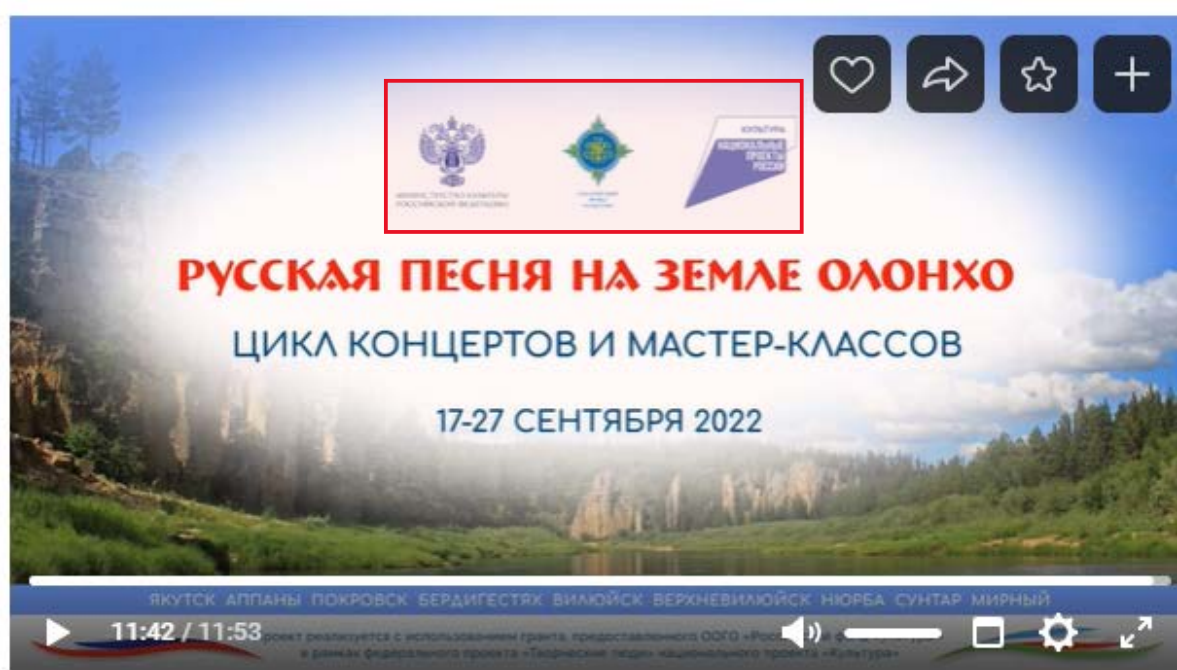 МИНИСТЕРСТВО КУЛЬТУРЫ
РОССИЙСКОЙ ФЕДЕРАЦИИ
КУЛЬТУРА
НАЦИОНАЛЬНЫЕ
ПРОЕКТЫ
РОССИИ
РУССКАЯ ПЕСНЯ НА ЗЕМЛЕ ОЛОНХО
ЦИКЛ КОНЦЕРТОВ И МАСТЕР-КЛАССОВ
17-27 СЕНТЯБРЯ 2022
ЯКУТСК АППАНЫ ПОКРОВСК БЕРДИГЕСТЯХ ВИЛЮЙСК ВЕРХНЕВИЛЮЙСК НЮРБА СУНТАР МИРНЫЙ
11:42 / 11:53
проект реализуется с использованием гранта, предоставленного ООГО
в рамках федерального проекта «Творческие люди» национального проекта «Культура»